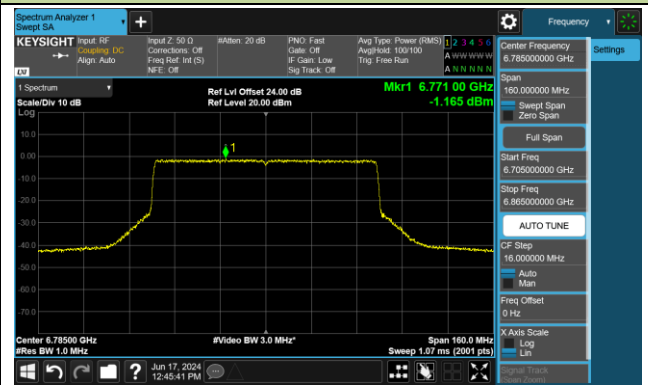 Spectrum Analyzer 1
Swept SA
+
Frequency
KEYSIGHT
Input: RF
Coupling: DC
Align: Auto
Input Z: 50 Ω
Corrections: Off
Freq Ref: Int (S)
NFE: Off
#Atten: 20 dB
PNO: Fast
Gate: Off
IF Gain: Low
Sig Track: Off
Avg Type: Power (RMS)
Avg|Hold: 100/100
Trig: Free Run
1 2 3 4 5 6
A W W W W W
A N N N N N
LXI
1 Spectrum
Scale/Div 10 dB
Log
Ref Lvl Offset 24.00 dB
Ref Level 20.00 dBm
Mkr1 6.771 00 GHz
-1.165 dBm
10.0
0.00
-10.0
-20.0
-30.0
-40.0
-50.0
-60.0
-70.0
1
Center 6.78500 GHz
#Res BW 1.0 MHz
#Video BW 3.0 MHz*
Span 160.0 MHz
Sweep 1.07 ms (2001 pts)
Jun 17, 2024
12:45:41 PM
?
Center Frequency
6.785000000 GHz
Settings
Span
160.000000 MHz
Swept Span
Zero Span
Full Span
Start Freq
6.705000000 GHz
Stop Freq
6.865000000 GHz
AUTO TUNE
CF Step
16.000000 MHz
Auto
Man
Freq Offset
0 Hz
X Axis Scale
Log
Lin
Signal Track
(Span Zoom)